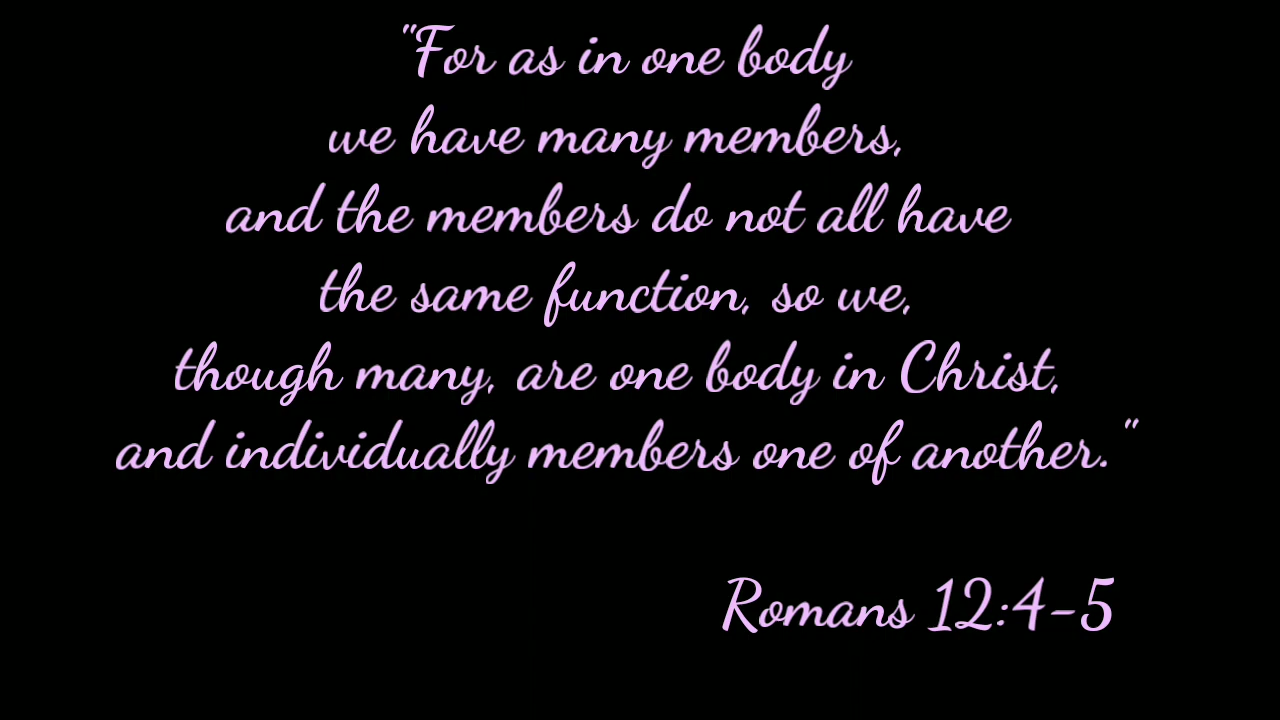 "For as in one body
we have many members,
and the members do not all have
the same function, so we,
though many, are one body in Christ,
and individually members one of another."
Romans 12:4-5